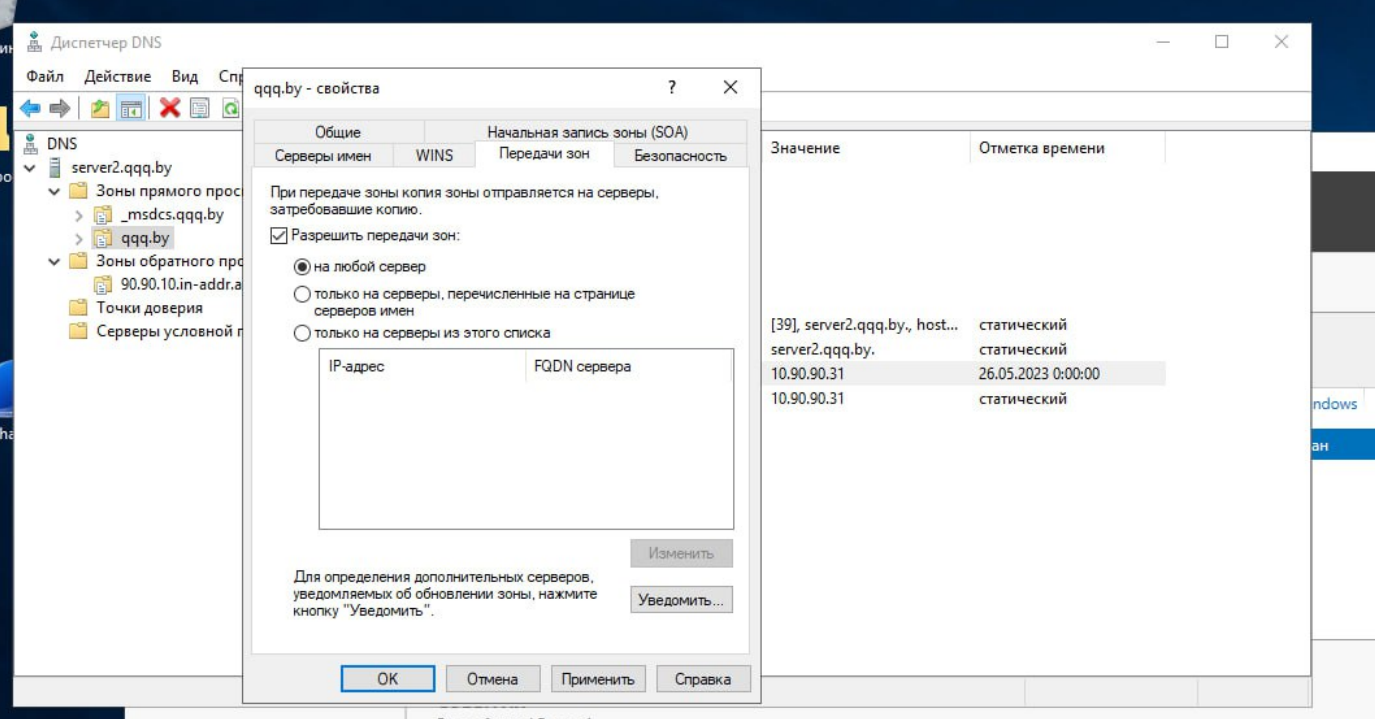 Диспетчер DNS
Файл Действие Вид
qqq.by - свойства
?
Общие Начальная запись зоны (SOA)
Серверы имен WINS Передачи зон Безопасность
При передаче зоны копия зоны отправляется на серверы,
затребовавшие копию.
Разрешить передачи зон:
на любой сервер
только на серверы, перечисленные на странице
серверов имен
только на серверы из этого списка
IP-адрес FQDN сервера
Изменить
Для определения дополнительных серверов,
уведомляемых об обновлении зоны, нажмите
кнопку "Уведомить".
Уведомить...
OK Отмена Применить Справка
DNS
server2.qqq.by
Зоны прямого
_msdcs.qqq.by
qqq.by
Зоны обратного
90.90.10.in-addr.a
Точки доверия
Серверы условной
Значение Отметка времени
[39], server2.qqq.by., host... статический
server2.qqq.by. статический
10.90.90.31 26.05.2023 0:00:00
10.90.90.31 статический
ndows
ан